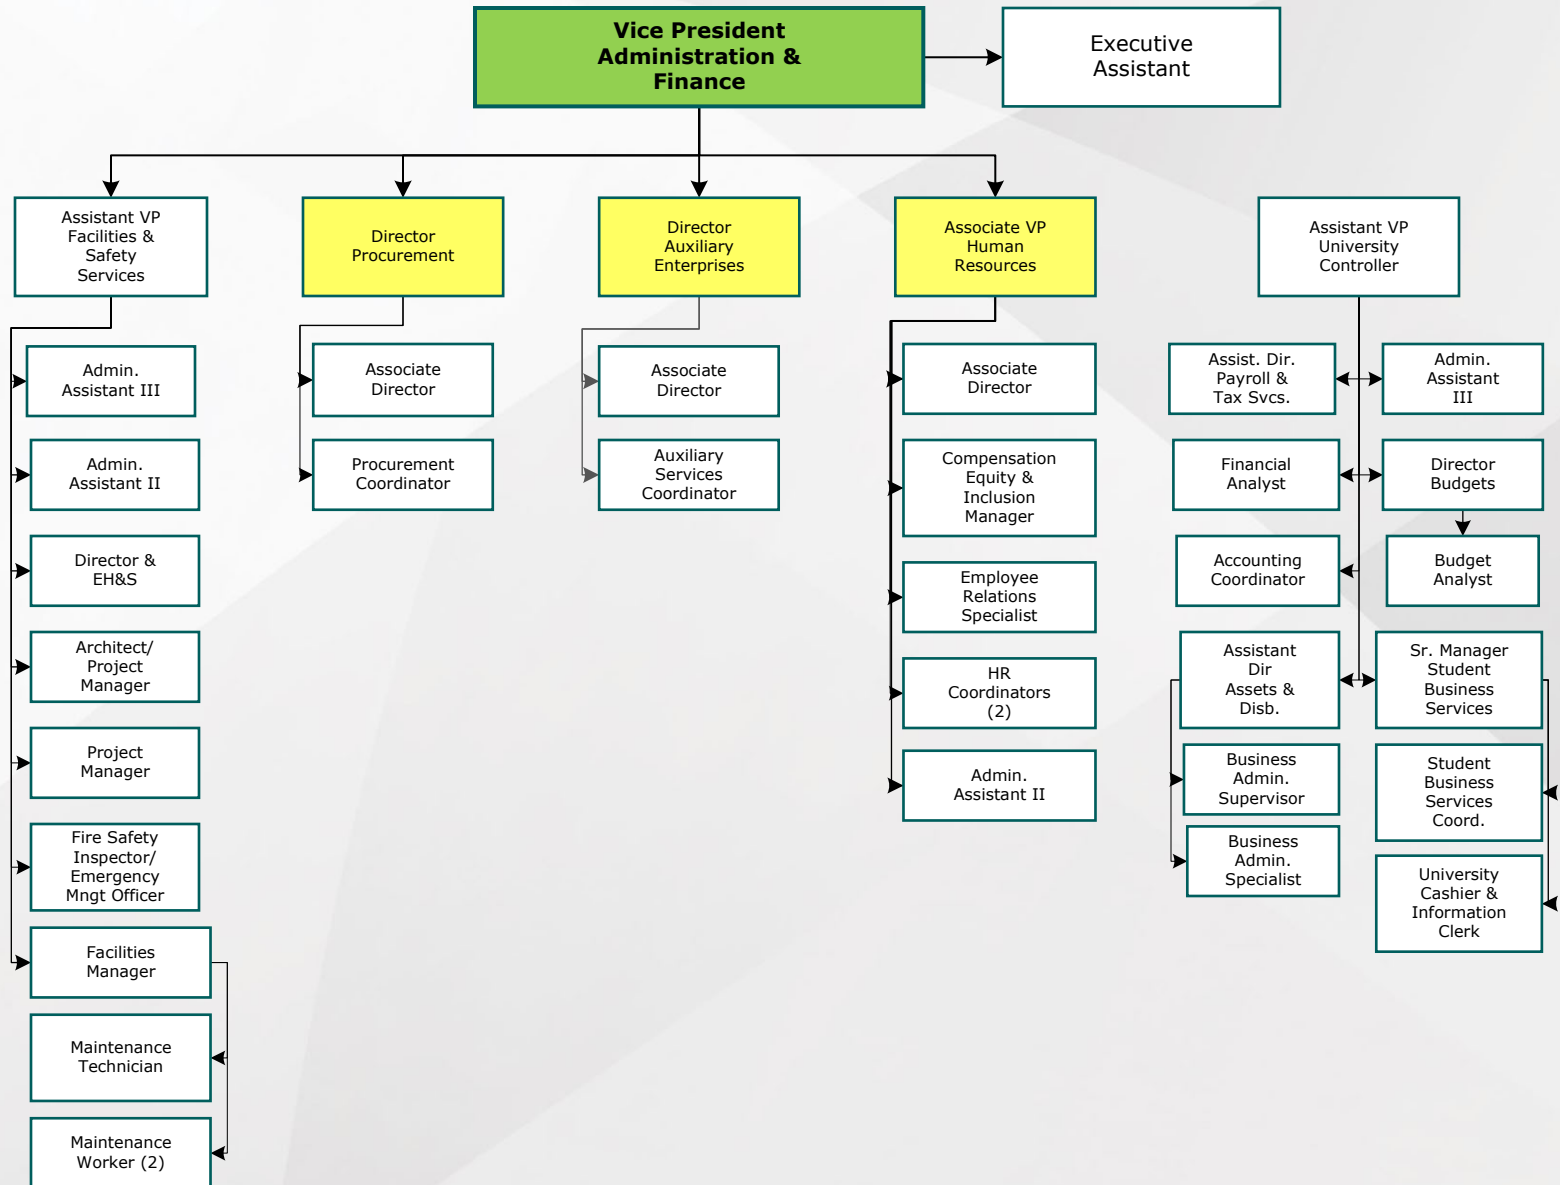 Vice President
Administration &
Finance
Executive
Assistant
Assistant VP
Facilities &
Safety
Services
Director
Procurement
Director
Auxiliary
Enterprises
Associate VP
Human
Resources
Assistant VP
University
Controller
Admin.
Assistant III
Admin.
Assistant II
Director &
EH&S
Architect/
Project
Manager
Project
Manager
Fire Safety
Inspector/
Emergency
Mngt Officer
Facilities
Manager
Maintenance
Technician
Maintenance
Worker (2)
Associate
Director
Procurement
Coordinator
Associate
Director
Auxiliary
Services
Coordinator
Associate
Director
Compensation
Equity &
Inclusion
Manager
Employee
Relations
Specialist
HR
Coordinators
(2)
Admin.
Assistant II
Assist. Dir.
Payroll &
Tax Svcs.
Admin.
Assistant
III
Financial
Analyst
Director
Budgets
Accounting
Coordinator
Budget
Analyst
Assistant
Dir
Assets &
Disb.
Sr. Manager
Student
Business
Services
Business
Admin.
Supervisor
Student
Business
Services
Coord.
Business
Admin.
Specialist
University
Cashier &
Information
Clerk